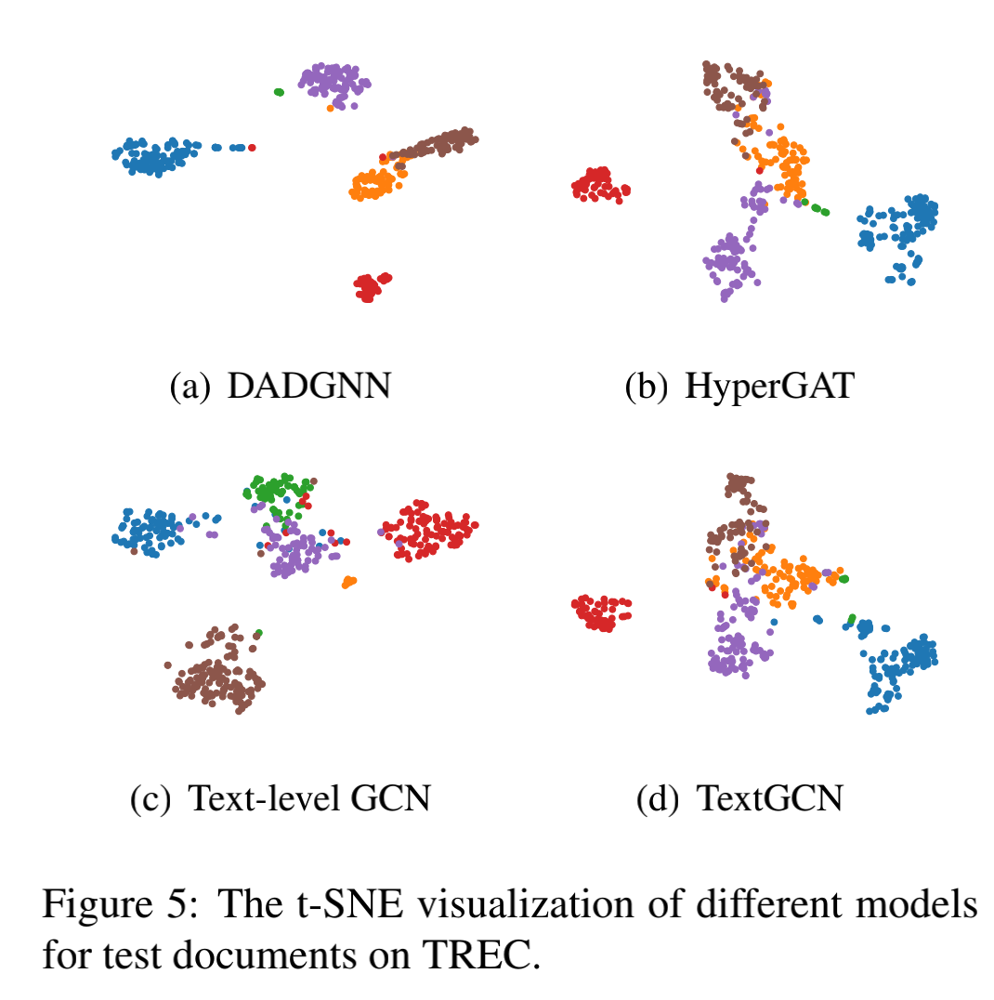 (a) DADGNN
(b) HyperGAT
(c) Text-level GCN
(d) TextGCN
Figure 5: The t-SNE visualization of different models
for test documents on TREC.